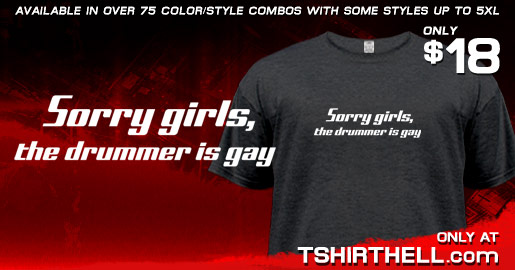 AVAILABLE IN OVER 75 COLOR/STYLE COMBOS WITH SOME STYLES UP TO 5XL
ONLY
$18
Sorry girls,
the drummer is gay
Sorry girls,
the drummer is gay
ONLY AT
TSHIRTHELL.com